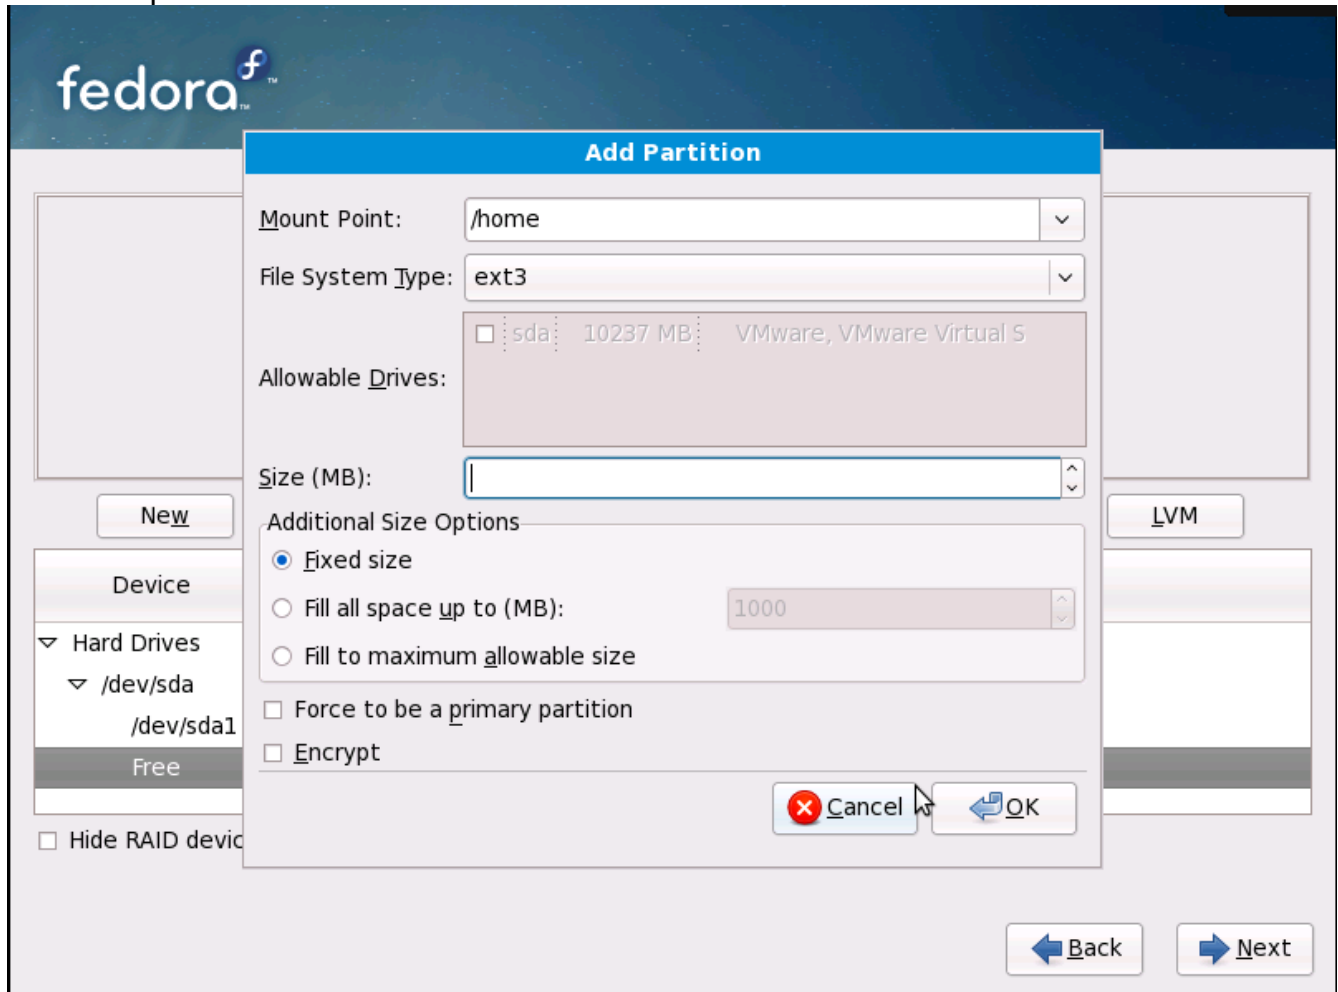 fedora
Add Partition
Mount Point: /home
File System Type: ext3
Allowable Drives: sda 10237 MB VMware, VMware Virtual S
Size (MB):
Additional Size Options
Fixed size
Fill all space up to (MB): 1000
Fill to maximum allowable size
Force to be a primary partition
Encrypt
Cancel OK
New LVM
Device
Hard Drives
/dev/sda
/dev/sda1
Free
Hide RAID devic
Back Next